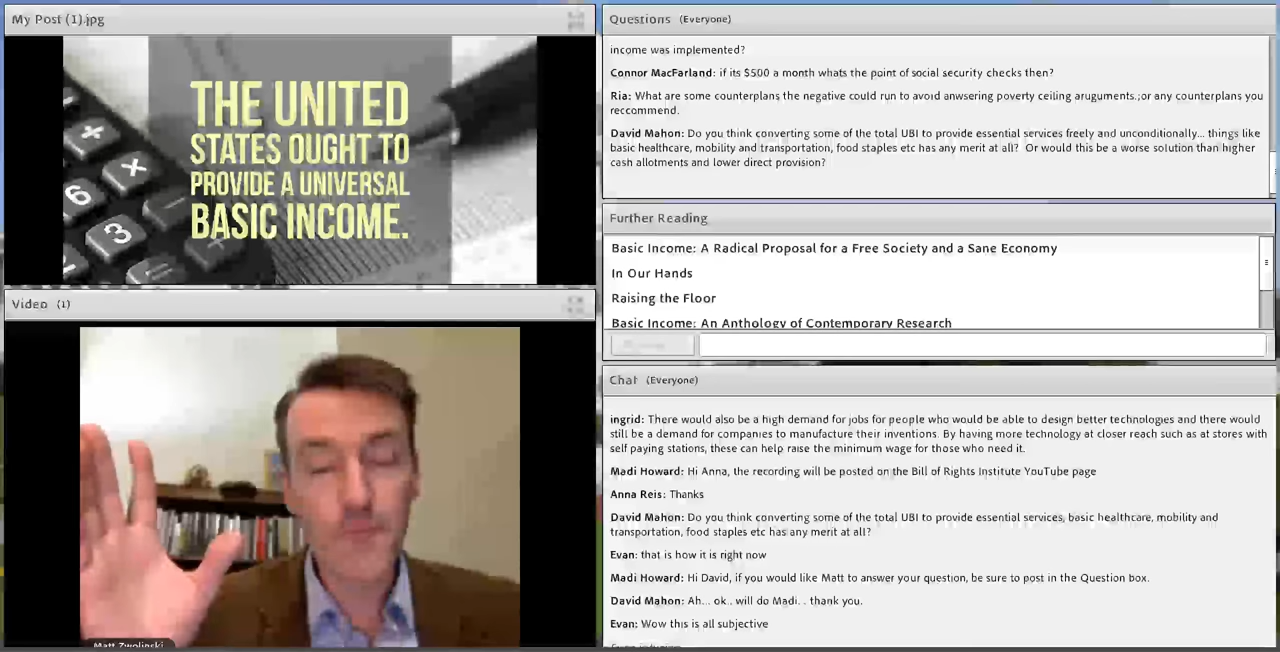 My Post (1).jpg
THE UNITED
STATES OUGHT TO
PROVIDE A UNIVERSAL
BASIC INCOME.
Video (1)
Matt Zwolinski
Questions (Everyone)
income was implemented?
Connor MacFarland: if its $500 a month whats the point of social security checks then?
Ria: What are some counterplans the negative could run to avoid anwsering poverty ceiling aruguments.;or any counterplans you
reccommend.
David Mahon: Do you think converting some of the total UBI to provide essential services freely and unconditionally... things like
basic healthcare, mobility and transportation, food staples etc has any merit at all? Or would this be a worse solution than higher
cash allotments and lower direct provision?
Further Reading
Basic Income: A Radical Proposal for a Free Society and a Sane Economy
In Our Hands
Raising the Floor
Basic Income: An Anthology of Contemporary Research
Chat (Everyone)
ingrid: There would also be a high demand for jobs for people who would be able to design better technologies and there would
still be a demand for companies to manufacture their inventions. By having more technology at closer reach such as at stores with
self paying stations, these can help raise the minimum wage for those who need it.
Madi Howard: Hi Anna, the recording will be posted on the Bill of Rights Institute YouTube page
Anna Reis: Thanks
David Mahon: Do you think converting some of the total UBI to provide essential services, basic healthcare, mobility and
transportation, food staples etc has any merit at all?
Evan: that is how it is right now
Madi Howard: Hi David, if you would like Matt to answer your question, be sure to post in the Question box.
David Mahon: Ah... ok.. will do Madi. . thank you.
Evan: Wow this is all subjective